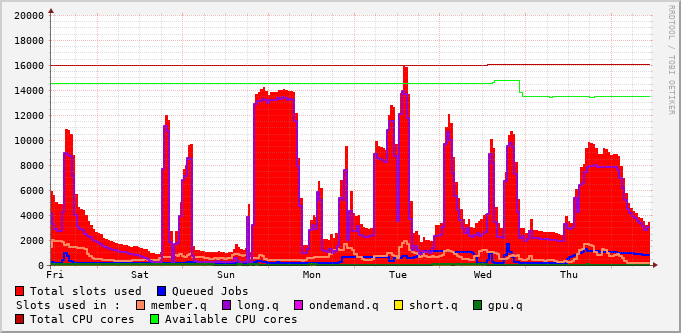 20000
18000
16000
14000
12000
10000
8000
6000
4000
2000
0
Fri Sat Sun Mon Tue Wed Thu
RRDTOOL / TOBI OETIKER
Total slots used Queued Jobs
Slots used in : member.q long.q ondemand.q short.q gpu.q
Total CPU cores Available CPU cores